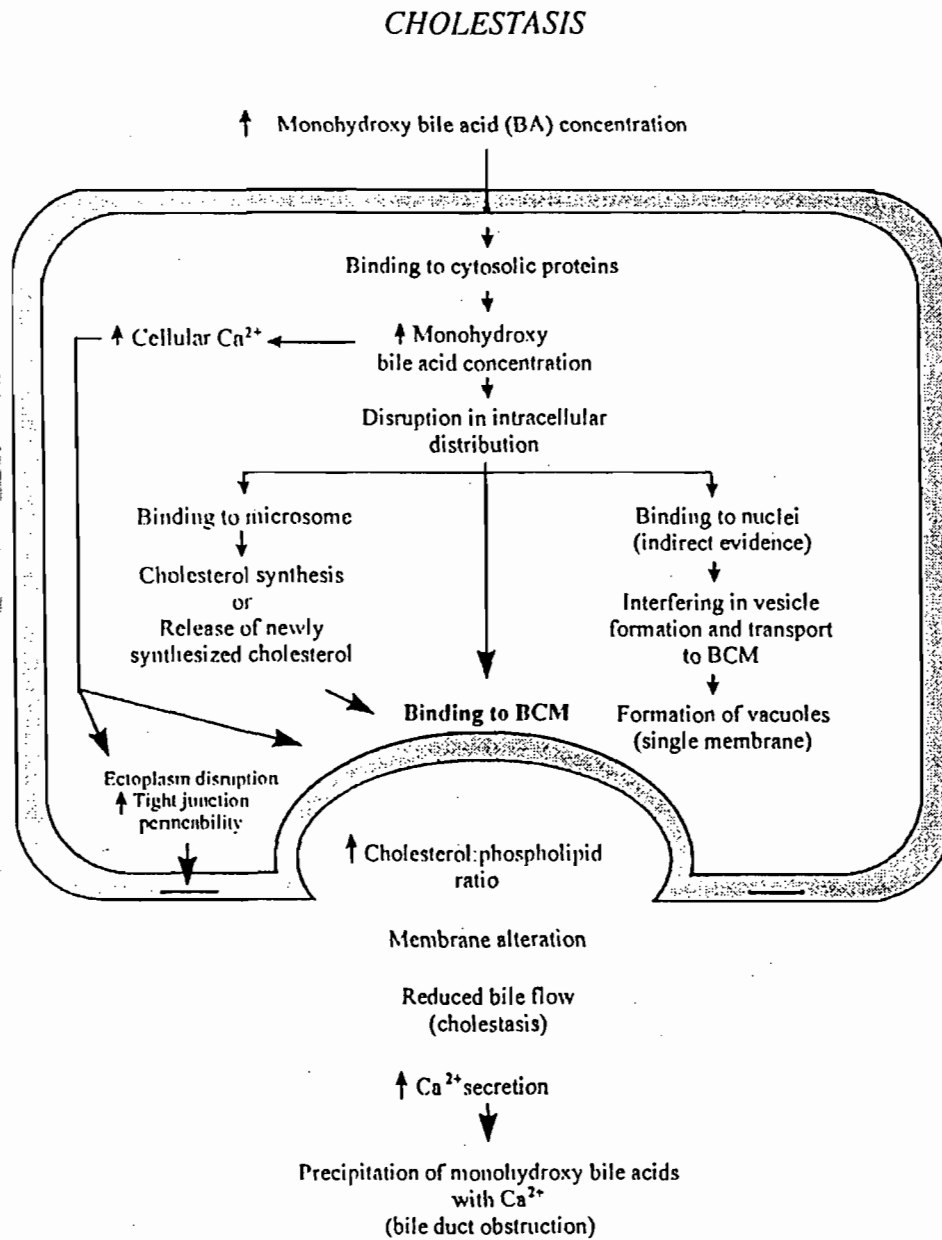 CHOLESTASIS
↑ Monohydroxy bile acid (BA) concentration
Binding to cytosolic proteins
↑ Cellular Ca²⁺
↑ Monohydroxy
bile acid concentration
Disruption in intracellular
distribution
Binding to microsome
Cholesterol synthesis
or
Release of newly
synthesized cholesterol
Binding to nuclei
(indirect evidence)
Interfering in vesicle
formation and transport
to BCM
Formation of vacuoles
(single membrane)
Binding to BCM
Ectoplasm disruption
↑ Tight junction
permeability
↑ Cholesterol:phospholipid
ratio
Membrane alteration
Reduced bile flow
(cholestasis)
↑ Ca²⁺ secretion
Precipitation of monohydroxy bile acids
with Ca²⁺
(bile duct obstruction)